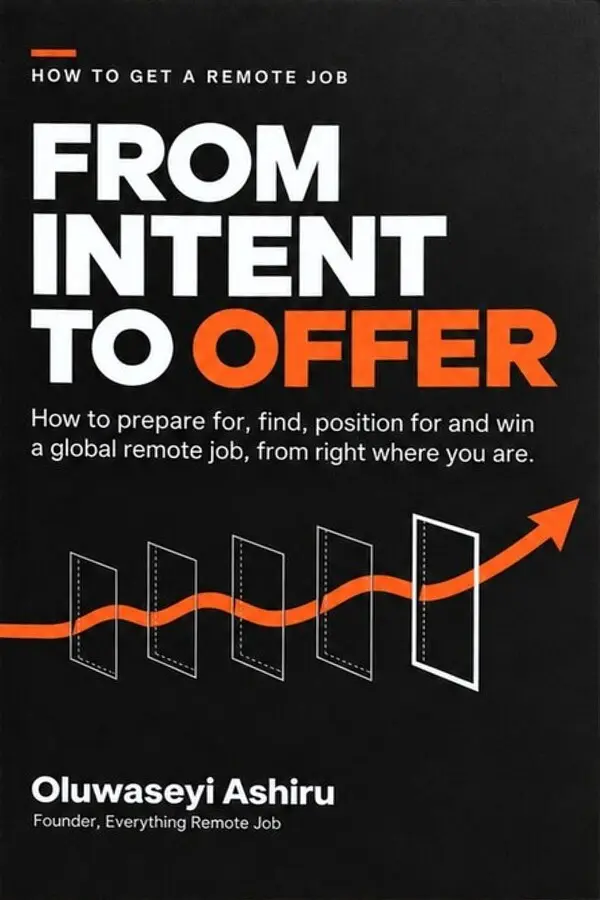 HOW TO GET A REMOTE JOB
FROM
INTENT
TO OFFER
How to prepare for, find, position for and win
a global remote job, from right where you are.
Oluwaseyi Ashiru
Founder, Everything Remote Job